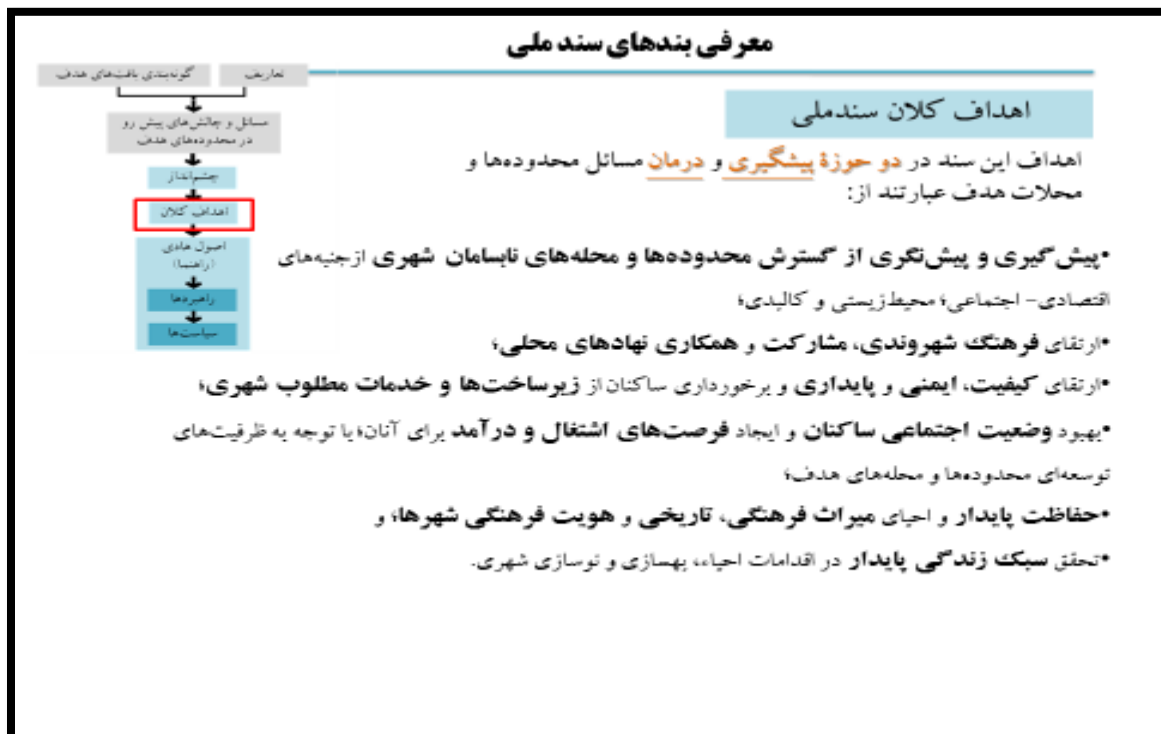 معرفی بندهای سند ملی
تعاریف
گونه‌بندی بافت‌های هدف
مسائل و چالش‌های پیش رو
در محدوده‌های هدف
چشم‌انداز
اهداف کلان
اصول هادی
(راهنما)
راهبردها
سیاست‌ها
اهداف کلان سندملی
اهداف این سند در دو حوزهٔ پیشگیری و درمان مسائل محدوده‌ها و
محلات هدف عبارتند از:
•پیش‌گیری و پیش‌نگری از گسترش محدوده‌ها و محله‌های نابسامان شهری از جنبه‌های
اقتصادی- اجتماعی؛ محیط‌زیستی و کالبدی؛
•ارتقای فرهنگ شهروندی، مشارکت و همکاری نهادهای محلی؛
•ارتقای کیفیت، ایمنی و پایداری و برخورداری ساکنان از زیرساخت‌ها و خدمات مطلوب شهری؛
•بهبود وضعیت اجتماعی ساکنان و ایجاد فرصت‌های اشتغال و درآمد برای آنان؛ با توجه به ظرفیت‌های
توسعه‌ای محدوده‌ها و محله‌های هدف؛
•حفاظت پایدار و احیای میراث فرهنگی، تاریخی و هویت فرهنگی شهرها؛ و
•تحقق سبک زندگی پایدار در اقدامات احیاء، بهسازی و نوسازی شهری.